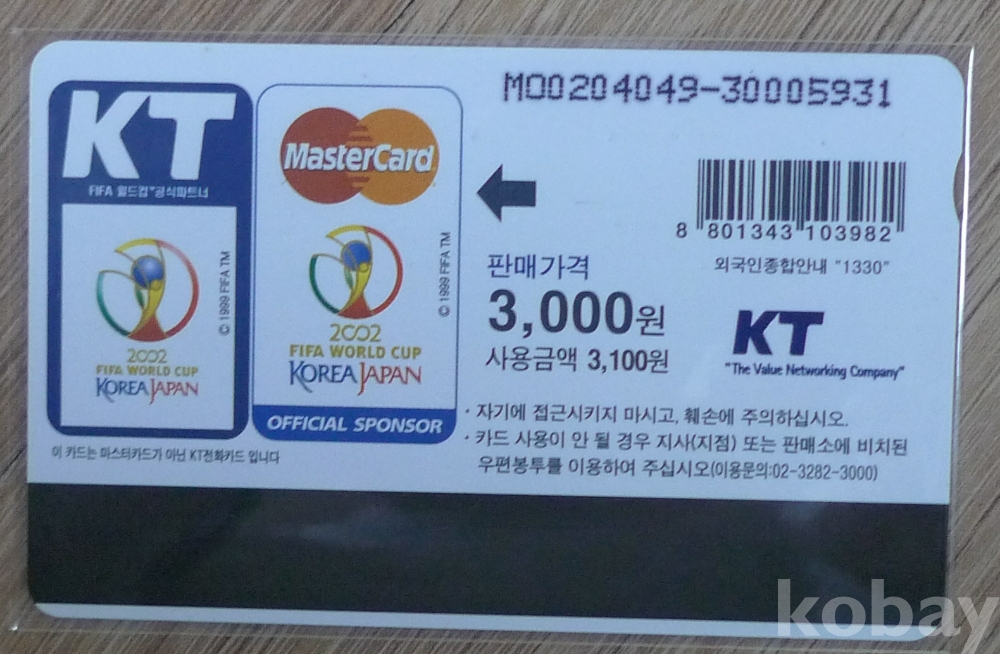 M00204049-30005931
KT
FIFA 월드컵™공식파트너
© 1999 FIFA TM
2002
FIFA WORLD CUP
KOREA JAPAN
MasterCard
© 1999 FIFA TM
2002
FIFA WORLD CUP
KOREA JAPAN
OFFICIAL SPONSOR
이 카드는 마스터카드가 아닌 KT전화카드 입니다
8 801343 103982
외국인종합안내 "1330"
판매가격
3,000원
사용금액 3,100원
KT
"The Value Networking Company"
· 자기에 접근시키지 마시고, 훼손에 주의하십시오.
· 카드 사용이 안 될 경우 지사(지점) 또는 판매소에 비치된
우편봉투를 이용하여 주십시오(이용문의:02-3282-3000)
kobay